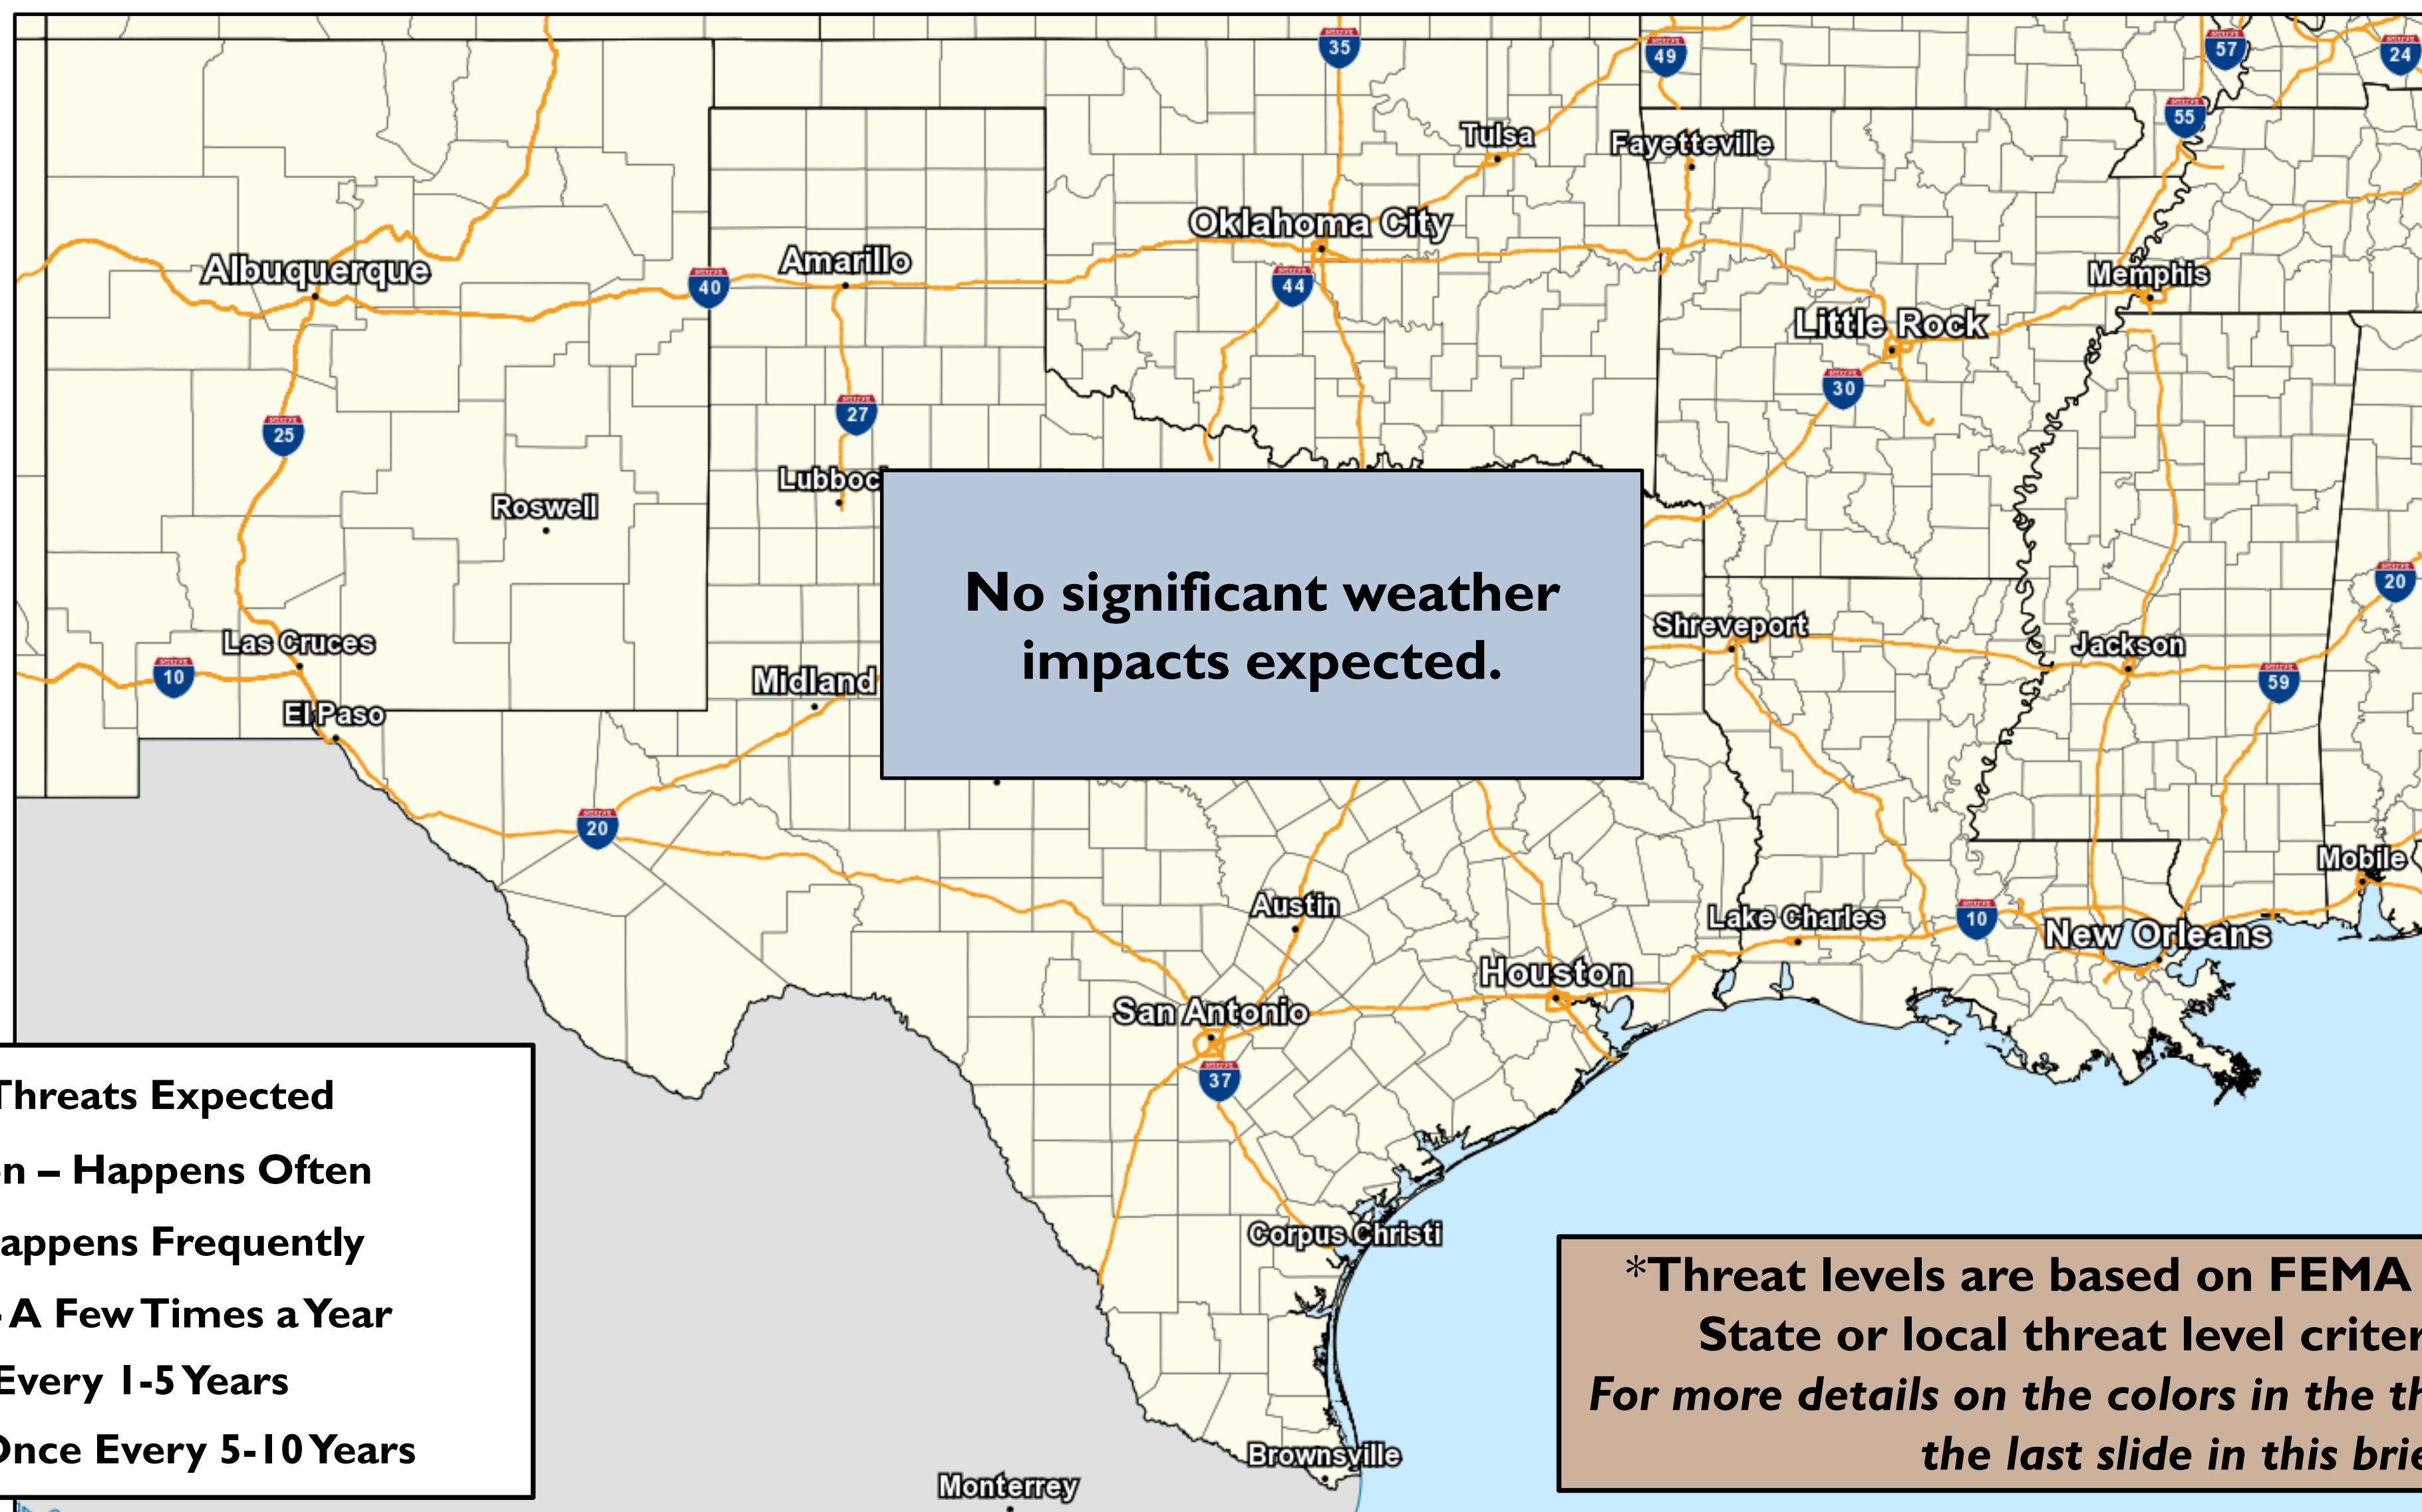 35
49
57
24
55
Tulsa
Fayetteville
Oklahoma City
Albuquerque
Amarillo
40
44
Memphis
Little Rock
30
27
25
Lubboc
Roswell
No significant weather
impacts expected.
20
Las Cruces
10
Midland
El Paso
Shreveport
Jackson
59
20
Mobile
Austin
Lake Charles
10
New Orleans
Houston
San Antonio
37
Corpus Christi
Brownsville
Monterrey
Threats Expected
n – Happens Often
appens Frequently
- A Few Times a Year
Every 1-5 Years
Once Every 5-10 Years
*Threat levels are based on FEMA
State or local threat level criter
For more details on the colors in the th
the last slide in this brie